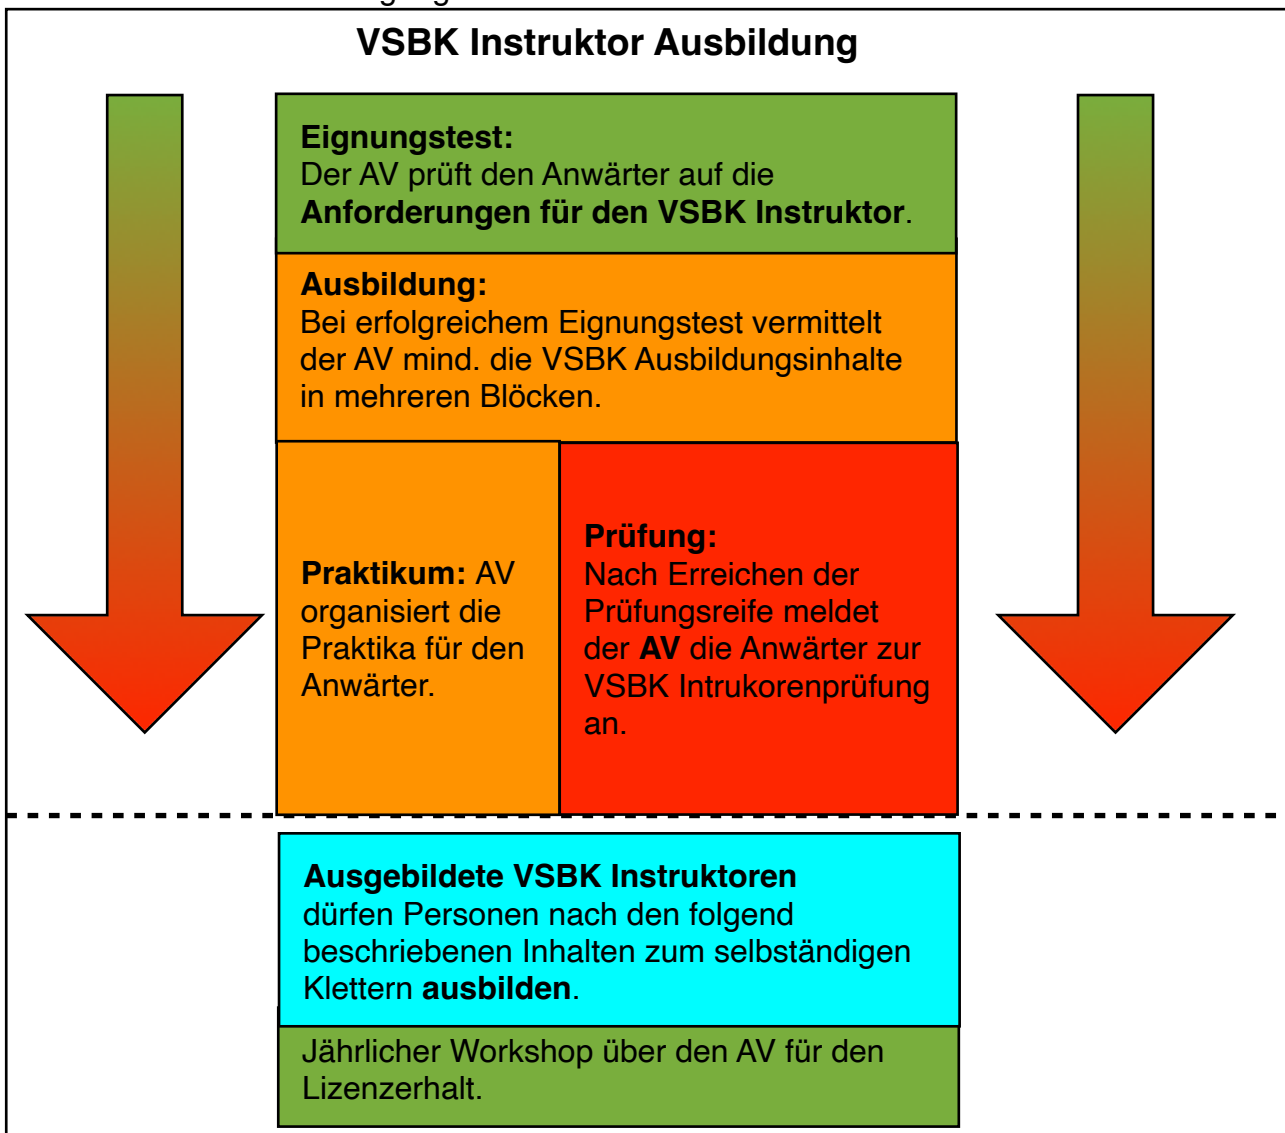 VSBK Instruktor Ausbildung
Eignungstest:
Der AV prüft den Anwärter auf die
Anforderungen für den VSBK Instruktor.
Ausbildung:
Bei erfolgreichem Eignungstest vermittelt
der AV mind. die VSBK Ausbildungsinhalte
in mehreren Blöcken.
Praktikum: AV
organisiert die
Praktika für den
Anwärter.
Prüfung:
Nach Erreichen der
Prüfungsreife meldet
der AV die Anwärter zur
VSBK Intrukorenprüfung
an.
Ausgebildete VSBK Instruktoren
dürfen Personen nach den folgend
beschriebenen Inhalten zum selbständigen
Klettern ausbilden.
Jährlicher Workshop über den AV für den
Lizenzerhalt.